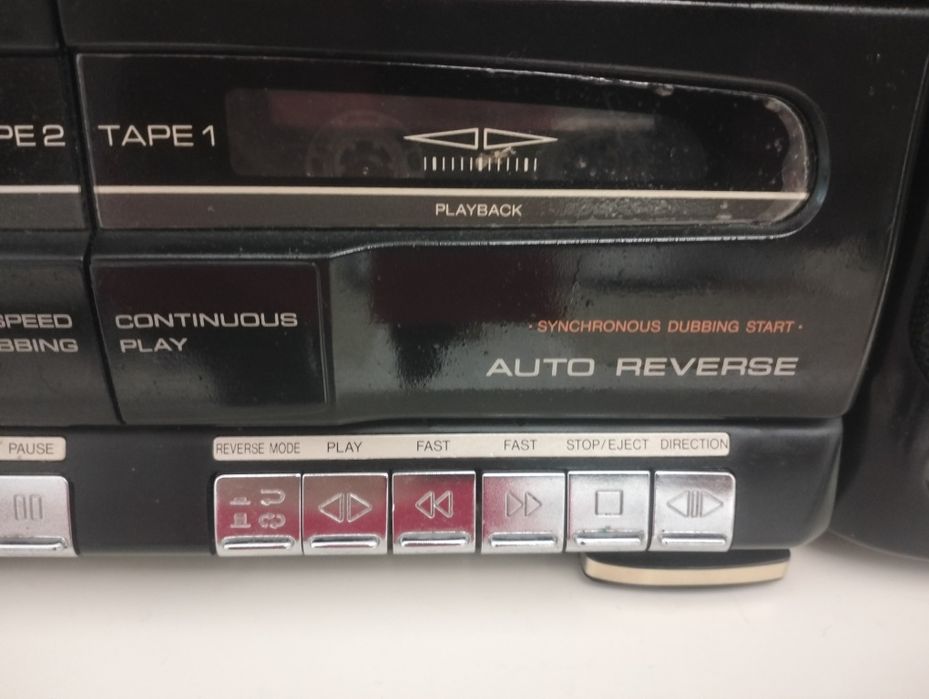 PE 2
TAPE 1
PLAYBACK
SPEED
BBING
CONTINUOUS
PLAY
· SYNCHRONOUS DUBBING START ·
AUTO REVERSE
PAUSE
REVERSE MODE PLAY FAST FAST STOP/EJECT DIRECTION